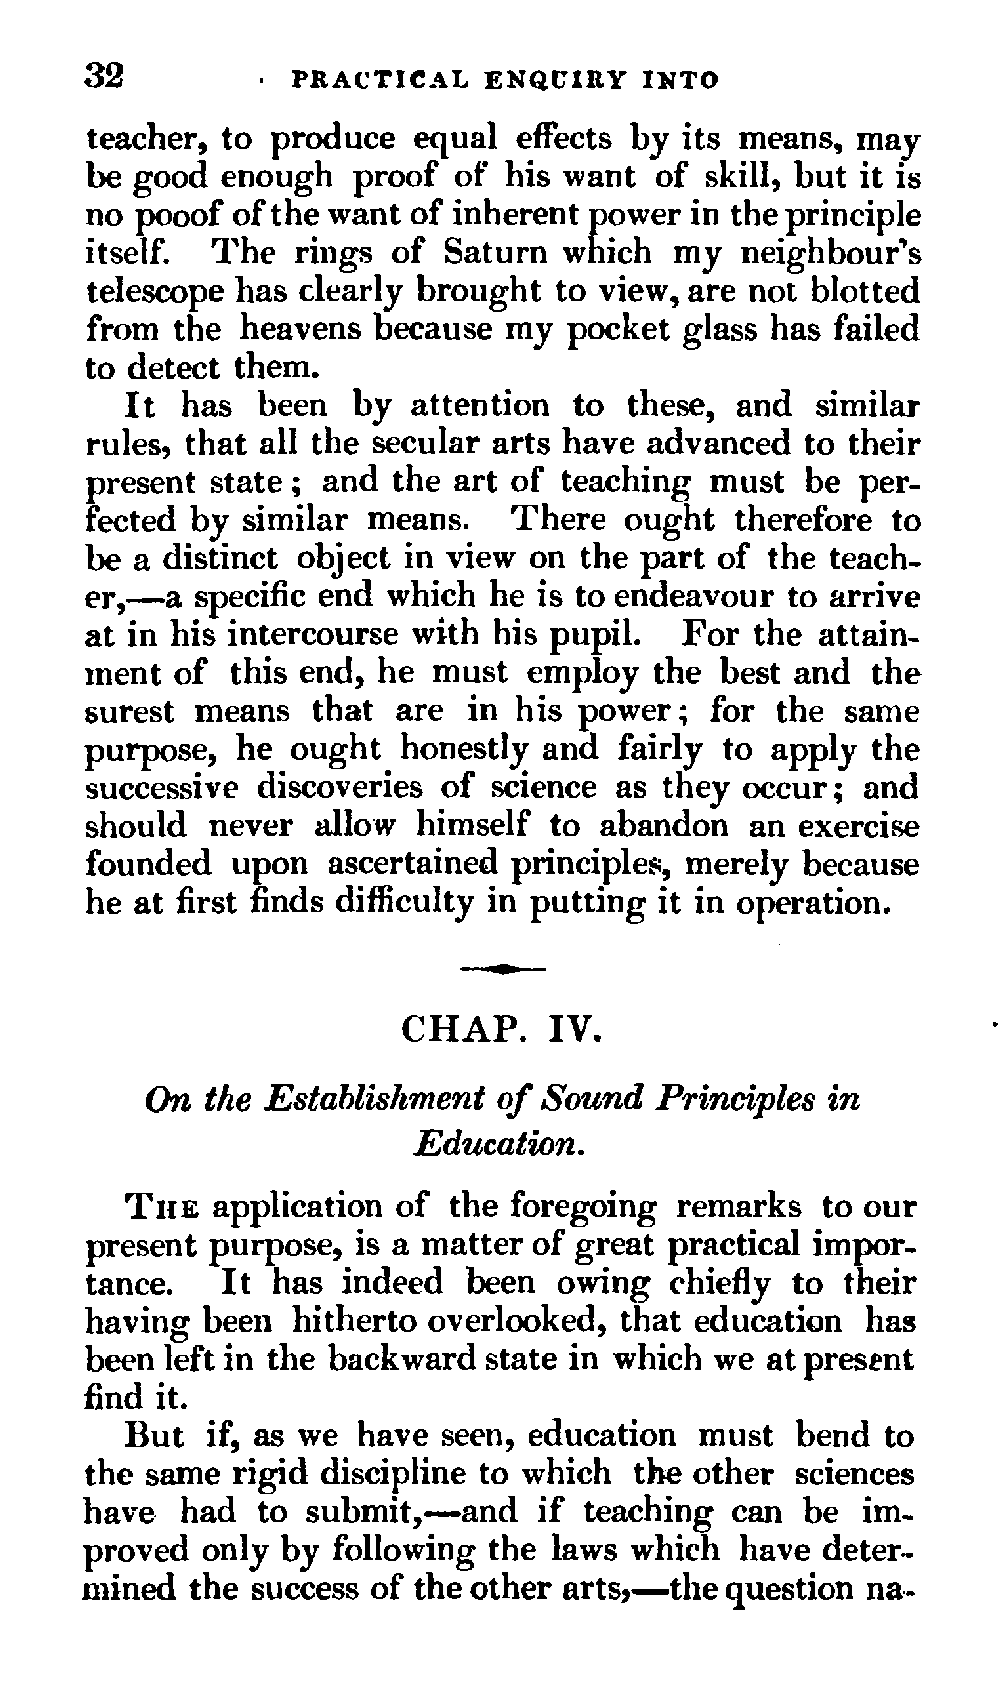 32 PRACTICAL ENQUIRY INTO
teacher, to produce equal effects by its means, may
be good enough proof of his want of skill, but it is
no pooof of the want of inherent power in the principle
itself. The rings of Saturn which my neighbour's
telescope has clearly brought to view, are not blotted
from the heavens because my pocket glass has failed
to detect them.
It has been by attention to these, and similar
rules, that all the secular arts have advanced to their
present state; and the art of teaching must be per-
fected by similar means. There ought therefore to
be a distinct object in view on the part of the teach-
er,—a specific end which he is to endeavour to arrive
at in his intercourse with his pupil. For the attain-
ment of this end, he must employ the best and the
surest means that are in his power; for the same
purpose, he ought honestly and fairly to apply the
successive discoveries of science as they occur; and
should never allow himself to abandon an exercise
founded upon ascertained principles, merely because
he at first finds difficulty in putting it in operation.
CHAP. IV.
On the Establishment of Sound Principles in
Education.
THE application of the foregoing remarks to our
present purpose, is a matter of great practical impor-
tance. It has indeed been owing chiefly to their
having been hitherto overlooked, that education has
been left in the backward state in which we at present
find it.
But if, as we have seen, education must bend to
the same rigid discipline to which the other sciences
have had to submit,—and if teaching can be im-
proved only by following the laws which have deter-
mined the success of the other arts,—the question na-